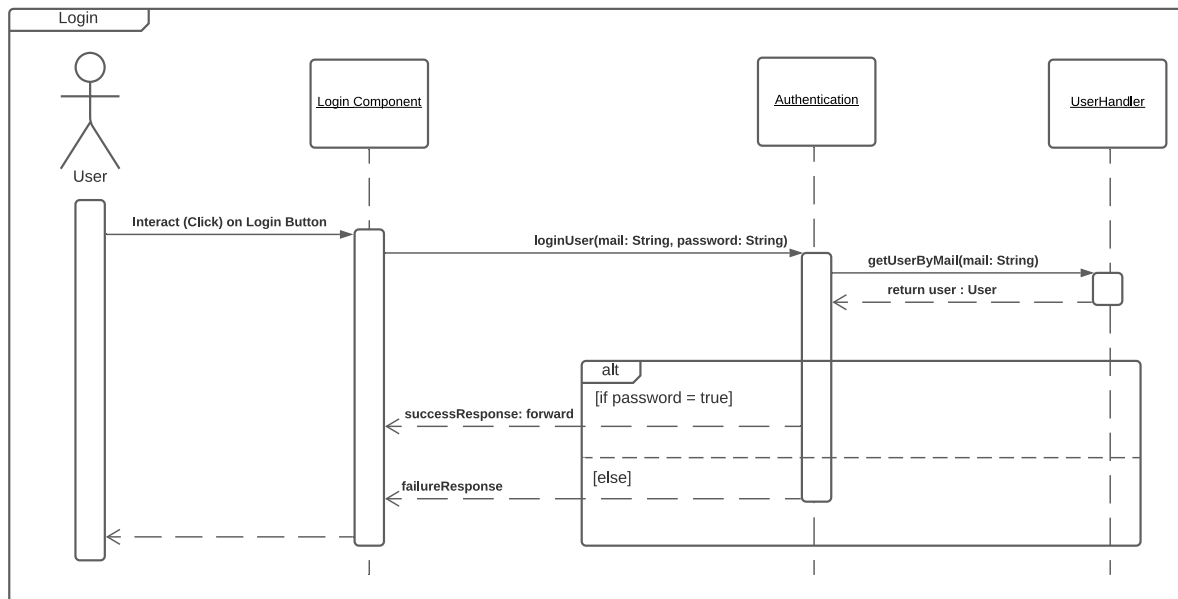 Login
Login Component
Authentication
UserHandler
User
Interact (Click) on Login Button
loginUser(mail: String, password: String)
getUserByMail(mail: String)
return user : User
alt
[if password = true]
successResponse: forward
[else]
failureResponse